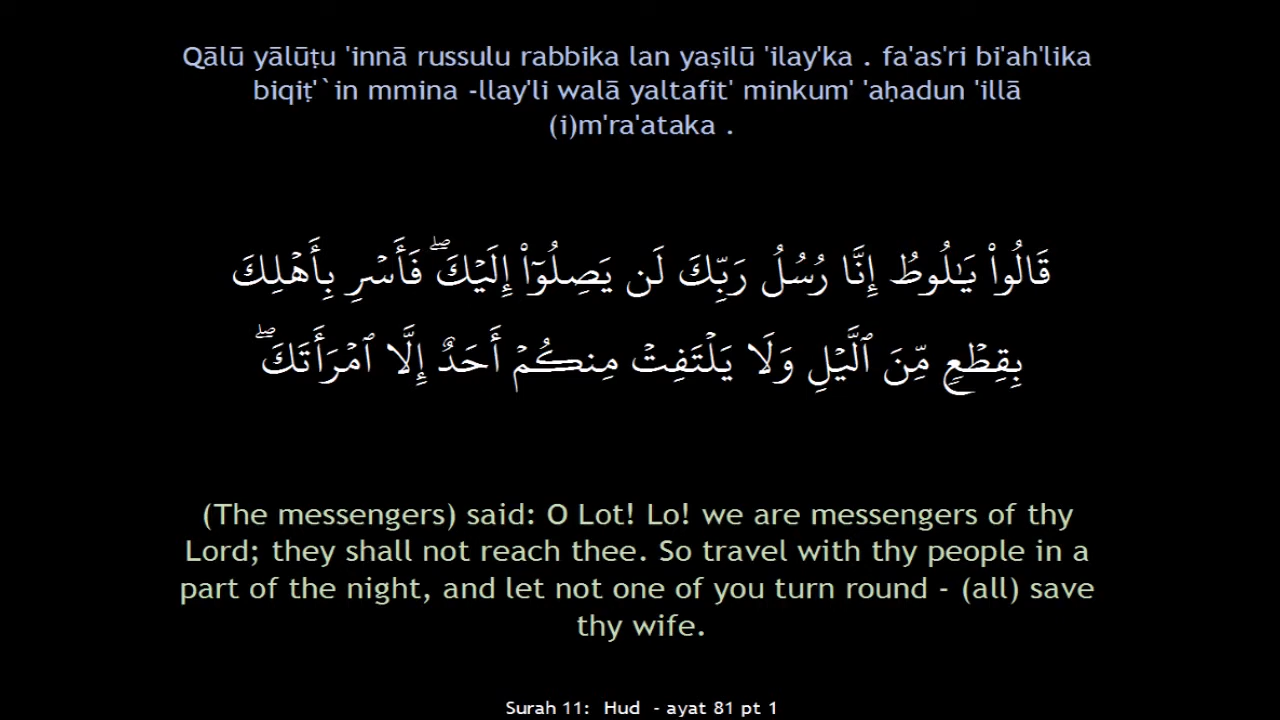 Qālū yālūṭu 'innā russulu rabbika lan yaṣilū 'ilay'ka . fa'as'ri bi'ah'lika
biqiṭ'`in mmina -llay'li walā yaltafit' minkum' 'aḥadun 'illā
(i)m'ra'ataka .
قَالُوا۟ يَـٰلُوطُ إِنَّا رُسُلُ رَبِّكَ لَن يَصِلُوٓا۟ إِلَيْكَ ۖ فَأَسْرِ بِأَهْلِكَ
بِقِطْعٍ مِّنَ ٱلَّيْلِ وَلَا يَلْتَفِتْ مِنكُمْ أَحَدٌ إِلَّا ٱمْرَأَتَكَ ۖ
(The messengers) said: O Lot! Lo! we are messengers of thy
Lord; they shall not reach thee. So travel with thy people in a
part of the night, and let not one of you turn round - (all) save
thy wife.
Surah 11: Hud - ayat 81 pt 1